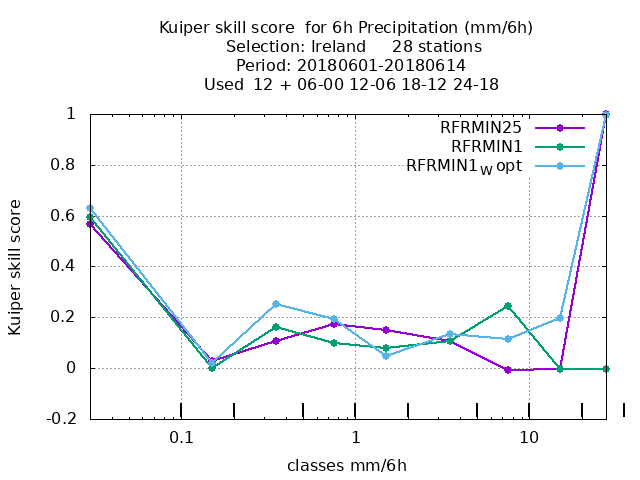 Kuiper skill score  for 6h Precipitation (mm/6h)
Selection: Ireland     28 stations
Period: 20180601-20180614
Used  12 + 06-00 12-06 18-12 24-18
RFRMIN25
RFRMIN1
RFRMIN1w opt
1
0.8
0.6
0.4
0.2
0
-0.2
Kuiper skill score
0.1
1
10
classes mm/6h